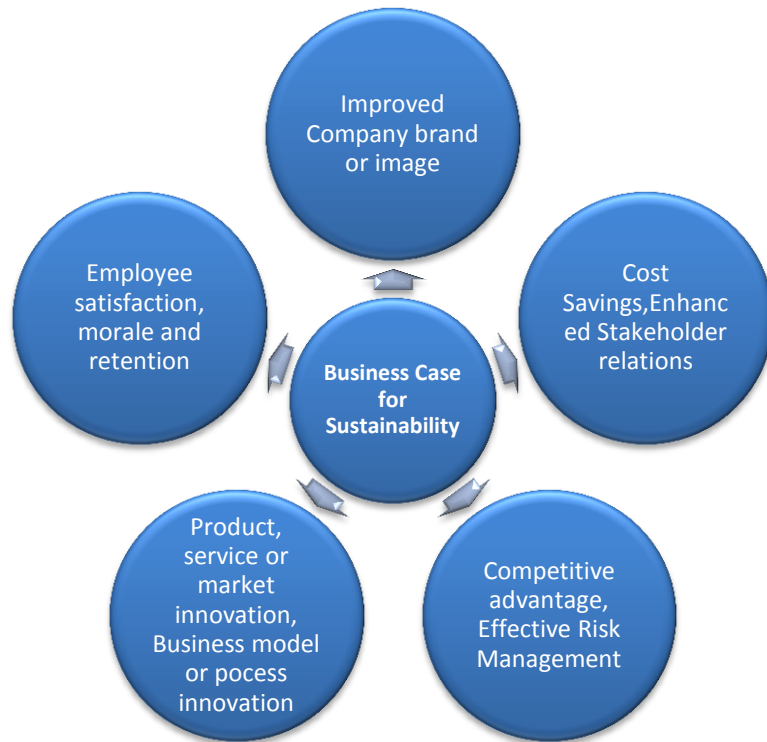 Improved
Company brand
or image
Cost
Savings,Enhanc
ed Stakeholder
relations
Competitive
advantage,
Effective Risk
Management
Product,
service or
market
innovation,
Business model
or pocess
innovation
Employee
satisfaction,
morale and
retention
Business Case
for
Sustainability